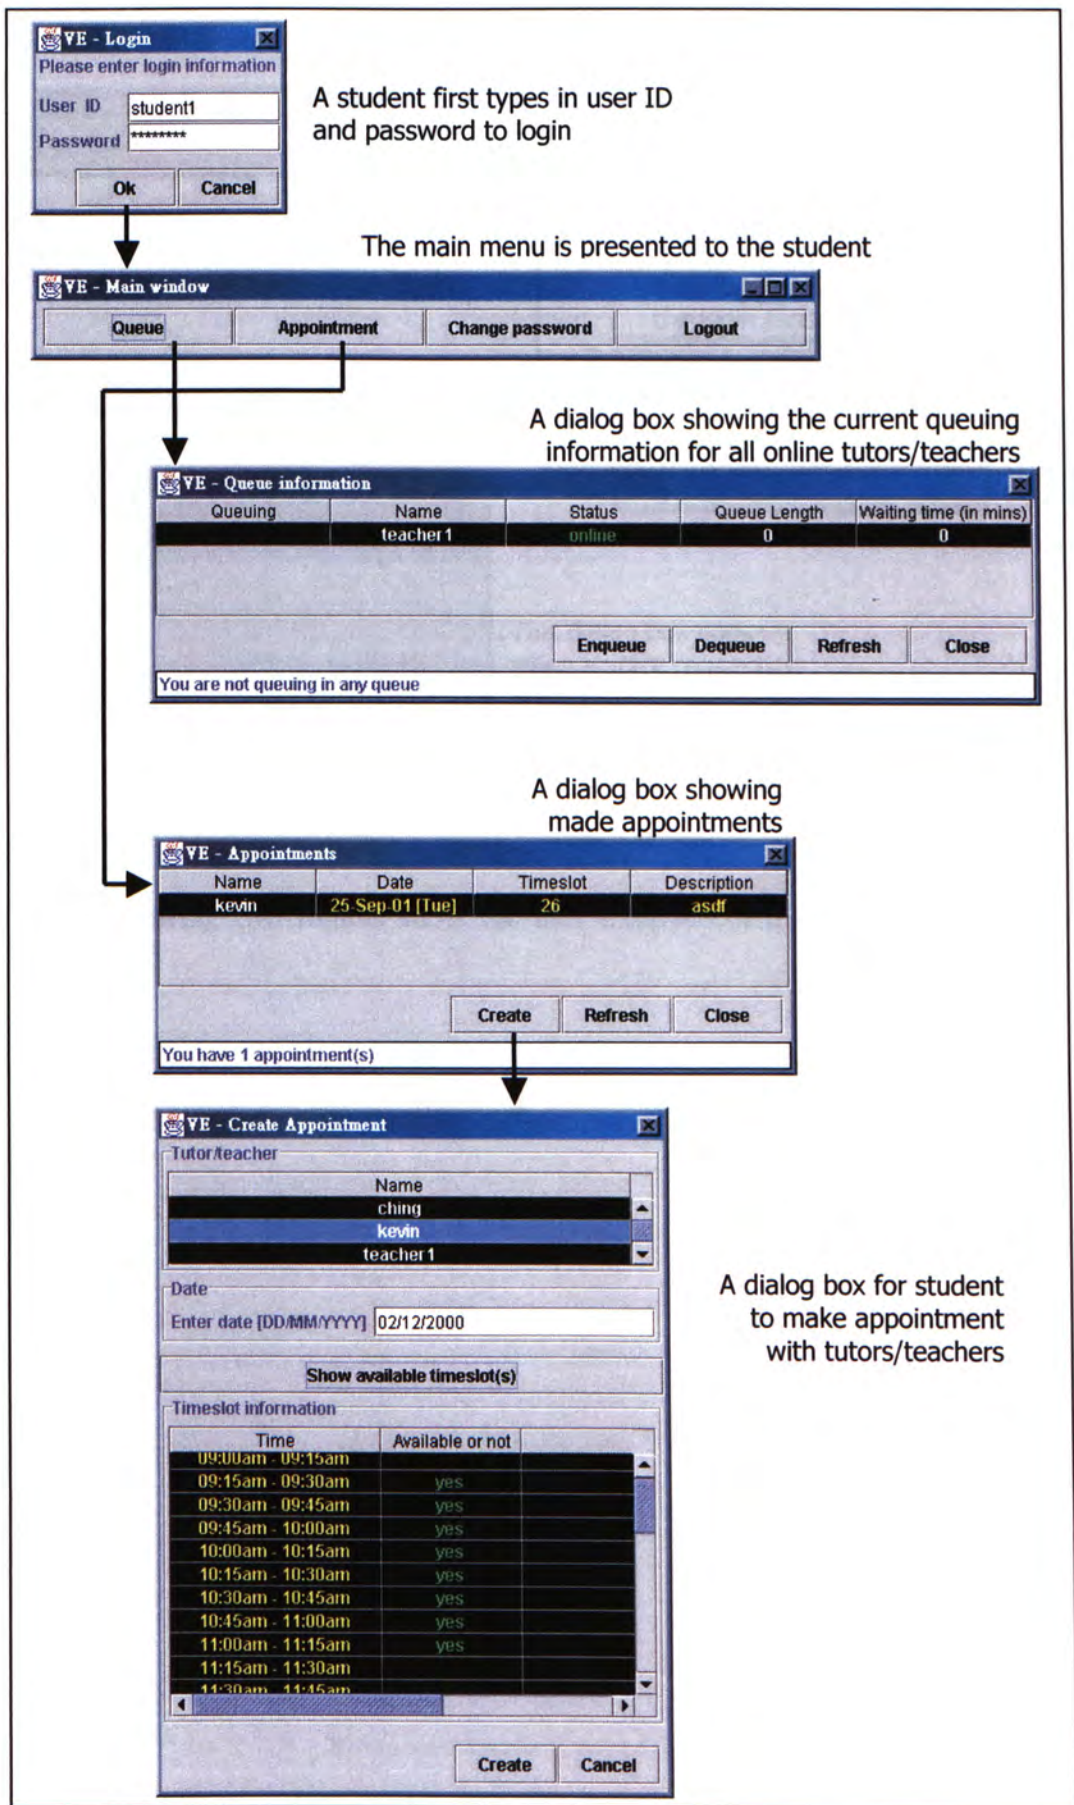 VE - Login
Please enter login information
User ID student1
Password ********
Ok Cancel
A student first types in user ID
and password to login
The main menu is presented to the student
VE - Main window
Queue Appointment Change password Logout
A dialog box showing the current queuing
information for all online tutors/teachers
VE - Queue information
Queuing Name Status Queue Length Waiting time (in mins)
teacher1 online 0 0
Enqueue Dequeue Refresh Close
You are not queuing in any queue
A dialog box showing
made appointments
VE - Appointments
Name Date Timeslot Description
kevin 25-Sep-01 [Tue] 26 asdf
Create Refresh Close
You have 1 appointment(s)
VE - Create Appointment
Tutor/teacher
Name
ching
kevin
teacher1
Date
Enter date [DD/MM/YYYY] 02/12/2000
Show available timeslot(s)
A dialog box for student
to make appointment
with tutors/teachers
Timeslot information
Time Available or not
09:00am - 09:15am
09:15am - 09:30am yes
09:30am - 09:45am yes
09:45am - 10:00am yes
10:00am - 10:15am yes
10:15am - 10:30am yes
10:30am - 10:45am yes
10:45am - 11:00am yes
11:00am - 11:15am yes
11:15am - 11:30am
11:30am - 11:45am
Create Cancel